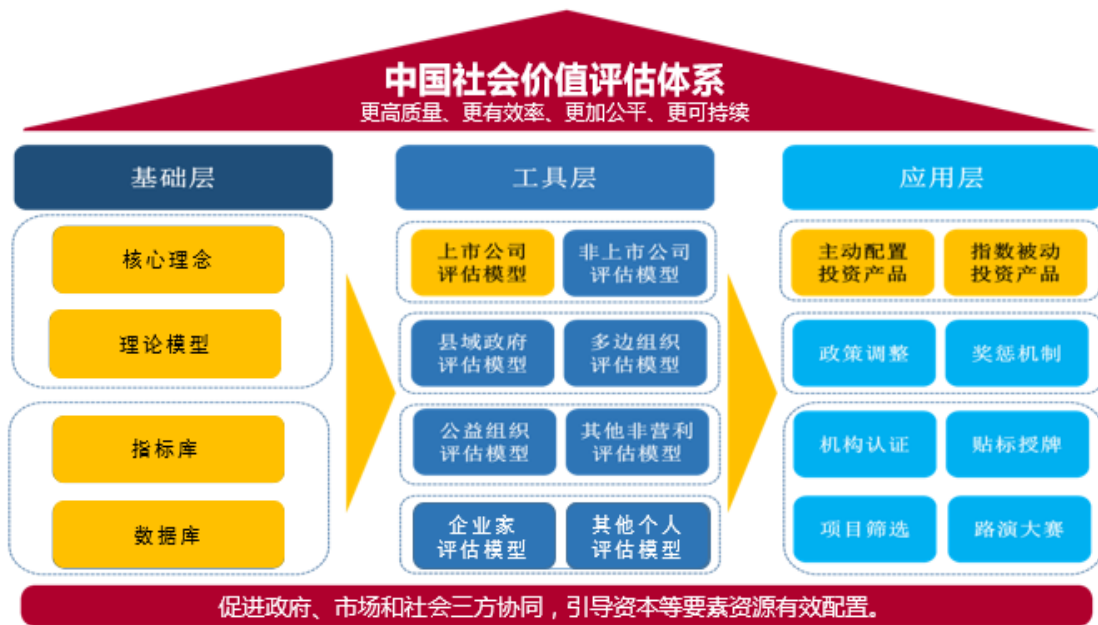 中国社会价值评估体系
更高质量、更有效率、更加公平、更可持续
基础层
核心理念
理论模型
指标库
数据库
工具层
上市公司
评估模型
非上市公司
评估模型
县域政府
评估模型
多边组织
评估模型
公益组织
评估模型
其他非营利
评估模型
企业家
评估模型
其他个人
评估模型
应用层
主动配置
投资产品
指数被动
投资产品
政策调整
奖惩机制
机构认证
贴标授牌
项目筛选
路演大赛
促进政府、市场和社会三方协同，引导资本等要素资源有效配置。